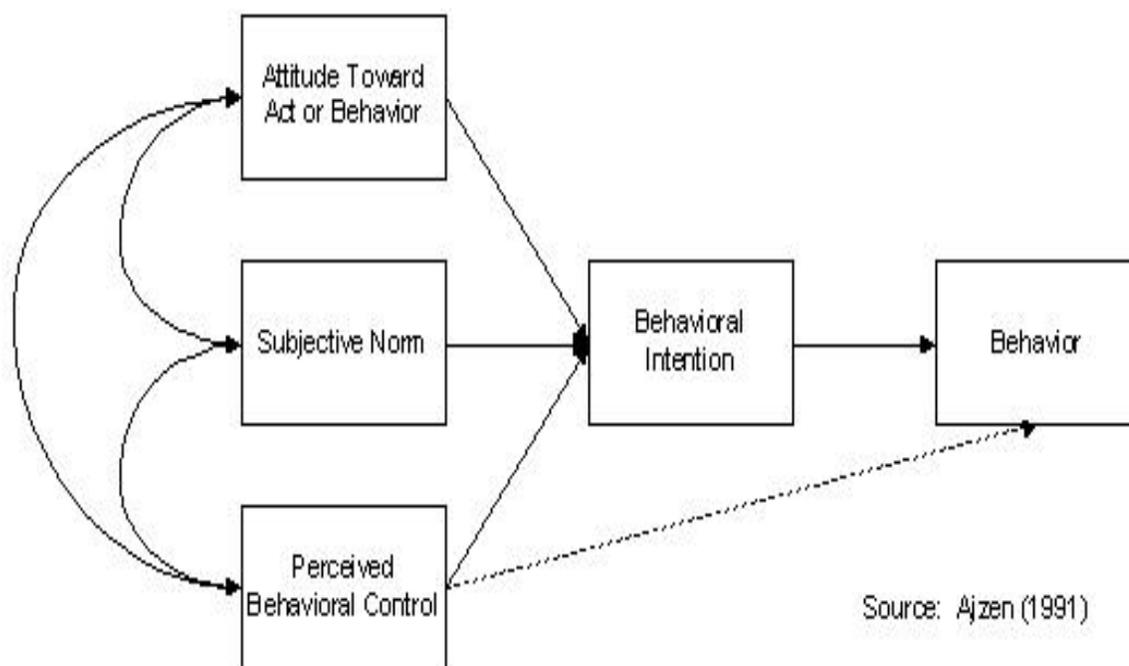 Attitude Toward
Act or Behavior
Subjective Norm
Behavioral
Intention
Behavior
Perceived
Behavioral Control
Source: Ajzen (1991)